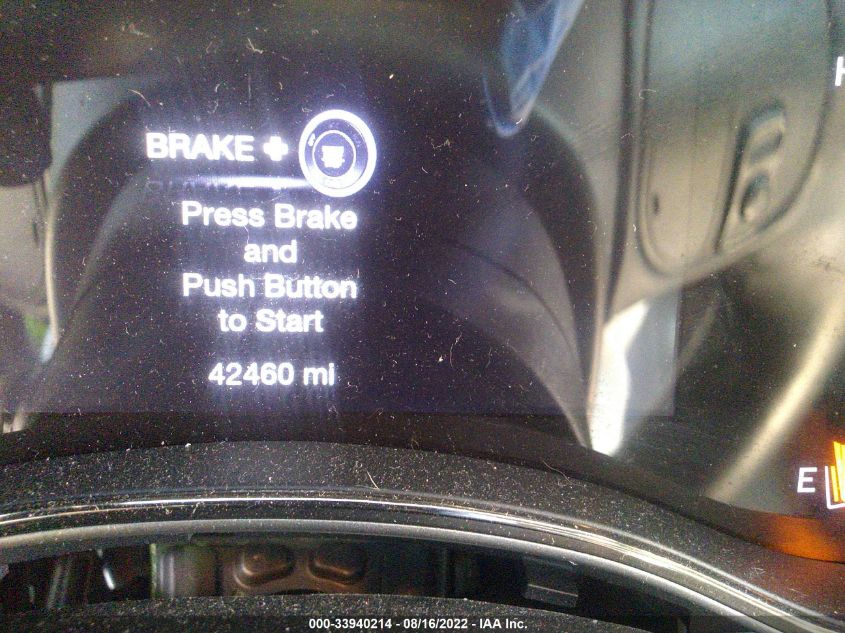 H
BRAKE +
Press Brake
and
Push Button
to Start
42460 mi
E
000-33940214 - 08/16/2022 - IAA Inc.